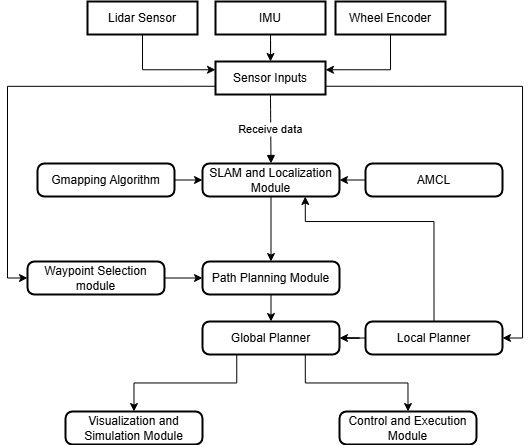 Lidar Sensor
IMU
Wheel Encoder
Sensor Inputs
Receive data
Gmapping Algorithm
SLAM and Localization
Module
AMCL
Waypoint Selection
module
Path Planning Module
Global Planner
Local Planner
Visualization and
Simulation Module
Control and Execution
Module